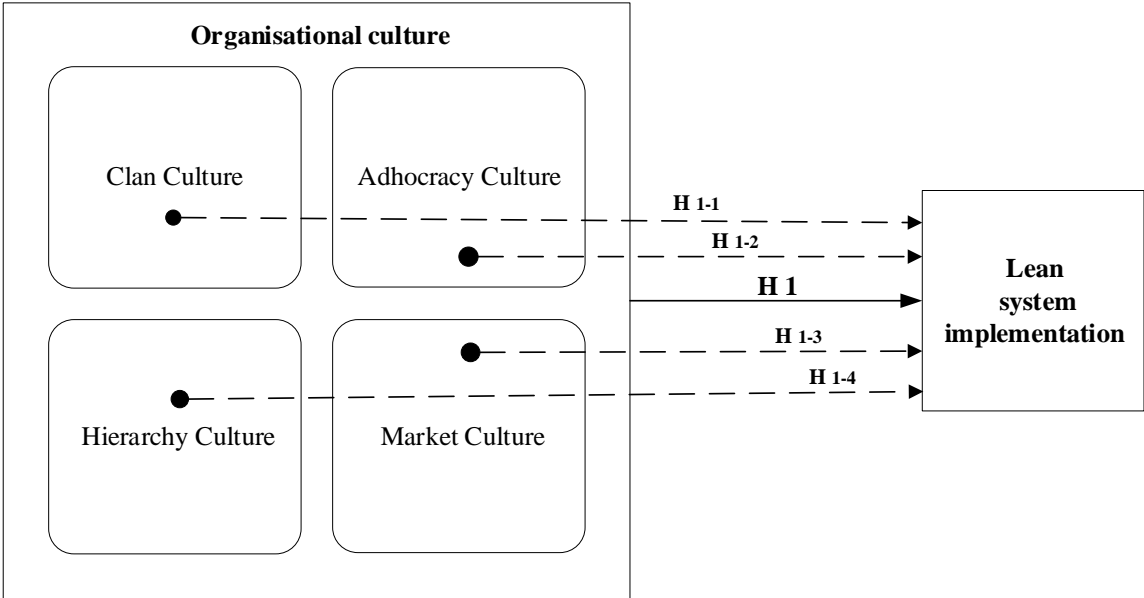 Organisational culture
Clan Culture
Adhocracy Culture
H 1-1
H 1-2
H 1
H 1-3
H 1-4
Lean
system
implementation
Hierarchy Culture
Market Culture